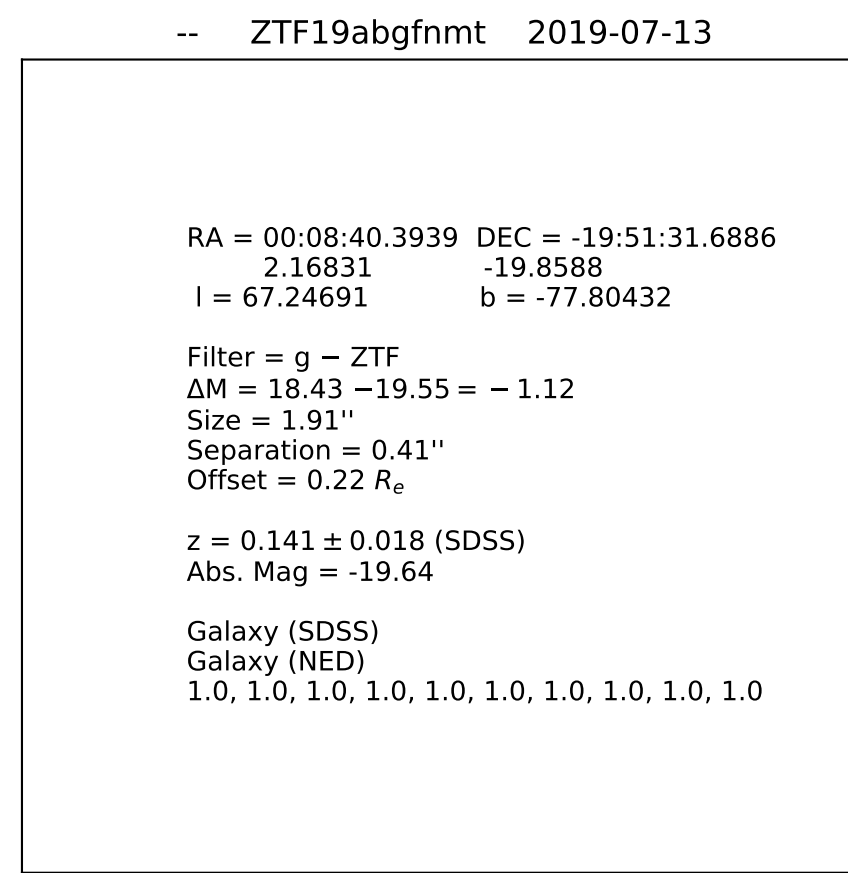 -- ZTF19abgfnmt 2019-07-13
RA = 00:08:40.3939 DEC = -19:51:31.6886
2.16831 -19.8588
l = 67.24691 b = -77.80432
Filter = g − ZTF
ΔM = 18.43 −19.55 = − 1.12
Size = 1.91''
Separation = 0.41''
Offset = 0.22 Rₑ
z = 0.141 ± 0.018 (SDSS)
Abs. Mag = -19.64
Galaxy (SDSS)
Galaxy (NED)
1.0, 1.0, 1.0, 1.0, 1.0, 1.0, 1.0, 1.0, 1.0, 1.0